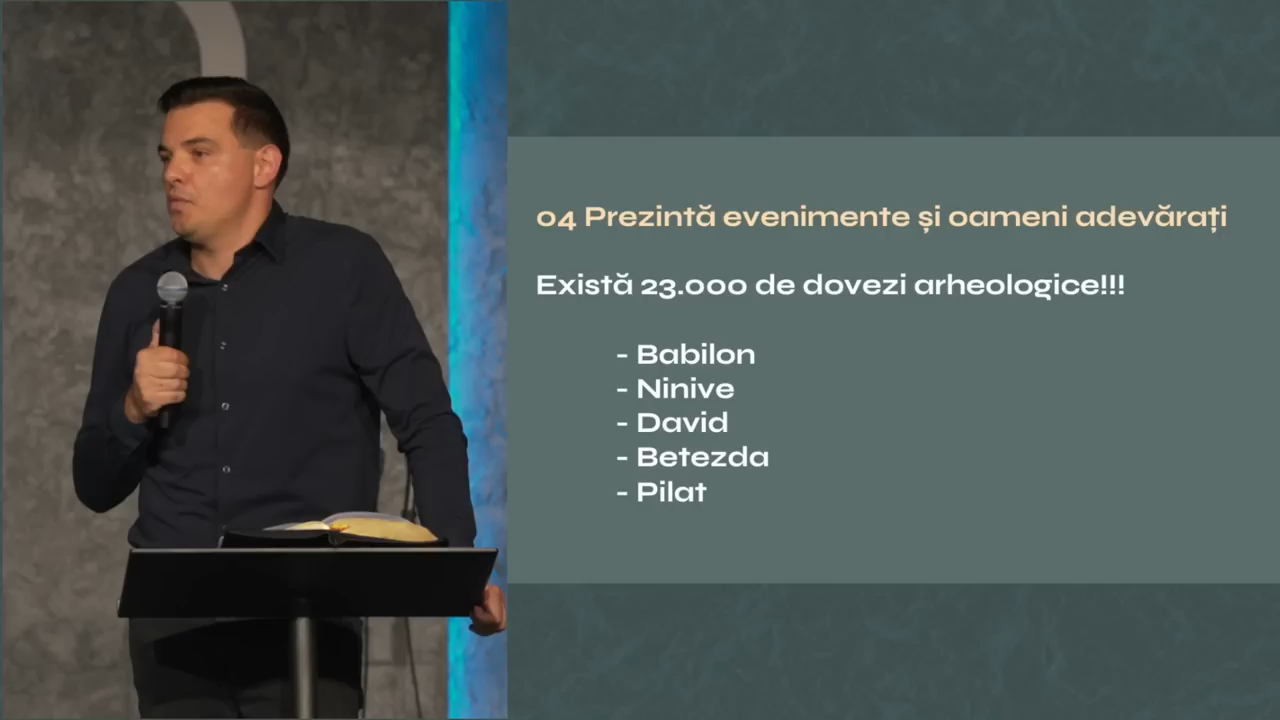 04 Prezintă evenimente și oameni adevărați
Există 23.000 de dovezi arheologice!!!
- Babilon
- Ninive
- David
- Betezda
- Pilat